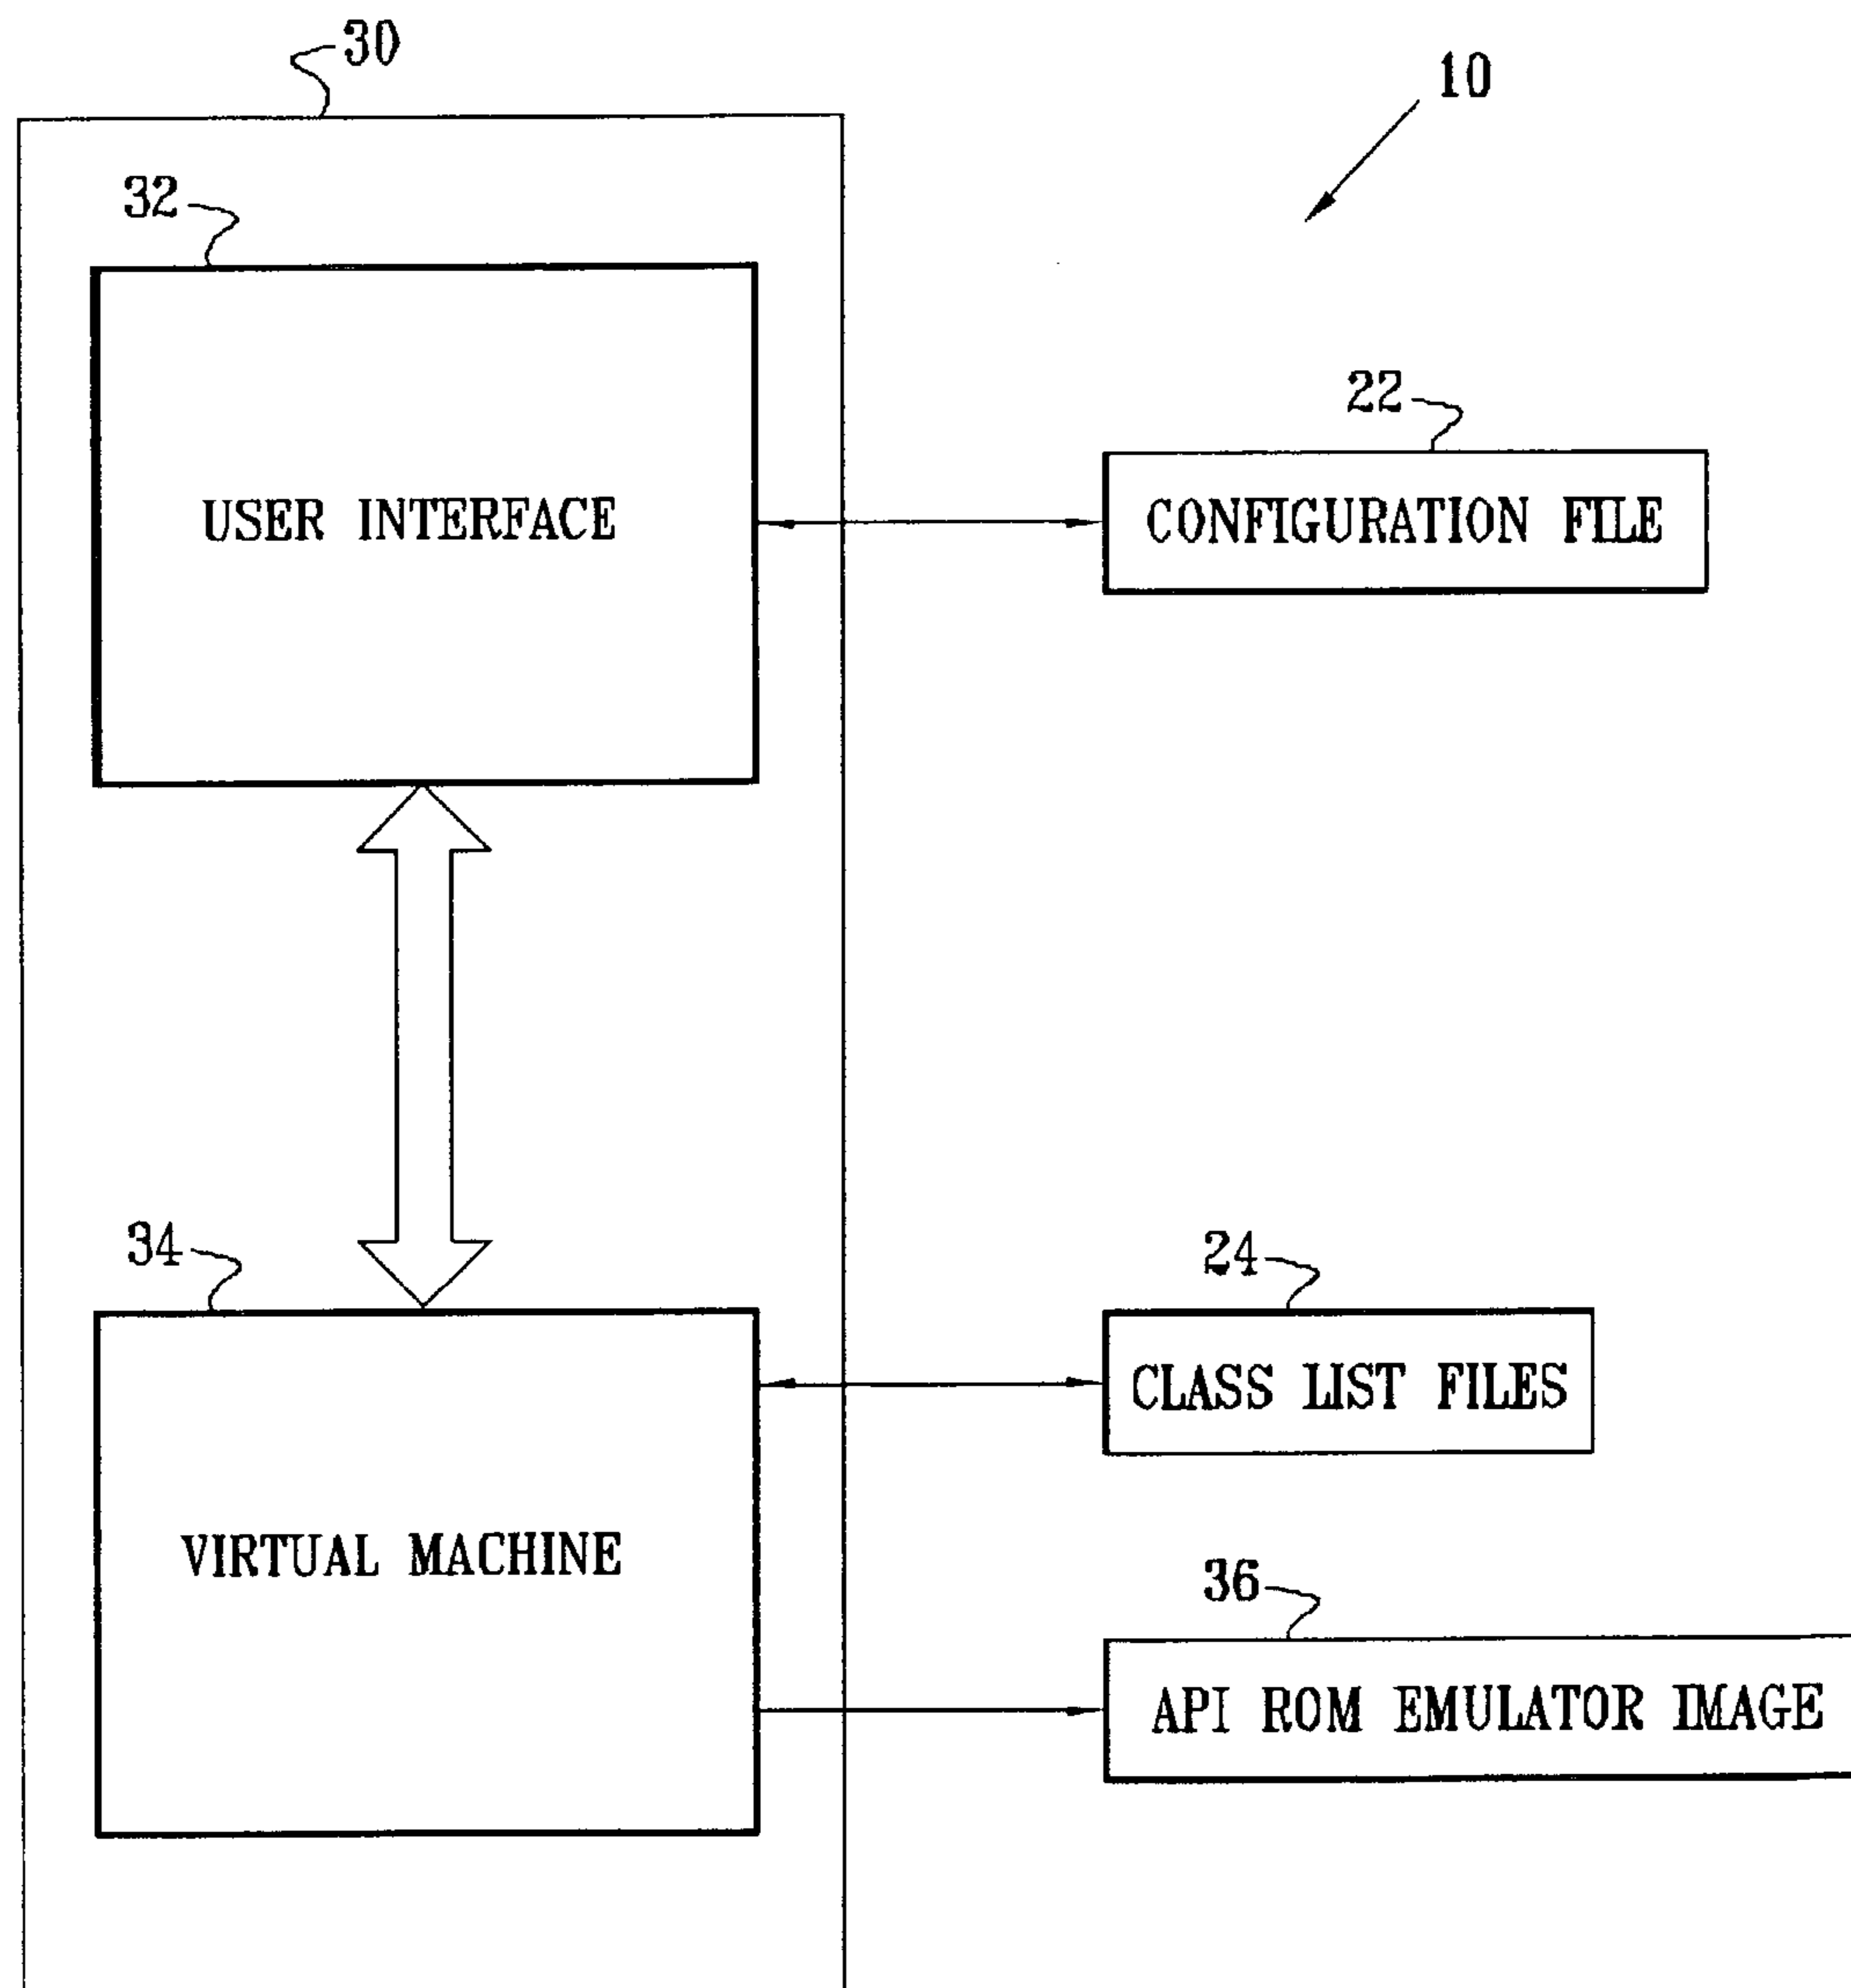 30
10
32
22
USER INTERFACE
CONFIGURATION FILE
34
24
CLASS LIST FILES
VIRTUAL MACHINE
36
API ROM EMULATOR IMAGE